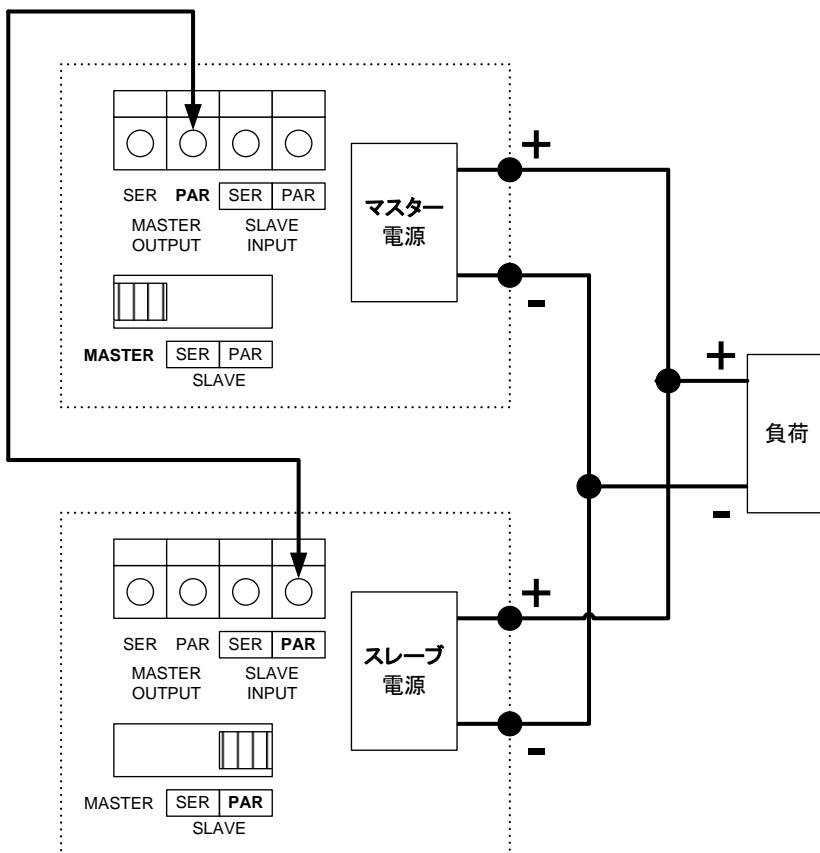 SER PAR SER PAR
MASTER OUTPUT
SLAVE INPUT
MASTER SER PAR
SLAVE
マスター
電源
+
-
+
-
負荷
SER PAR SER PAR
MASTER OUTPUT
SLAVE INPUT
MASTER SER PAR
SLAVE
スレーブ
電源
+
-